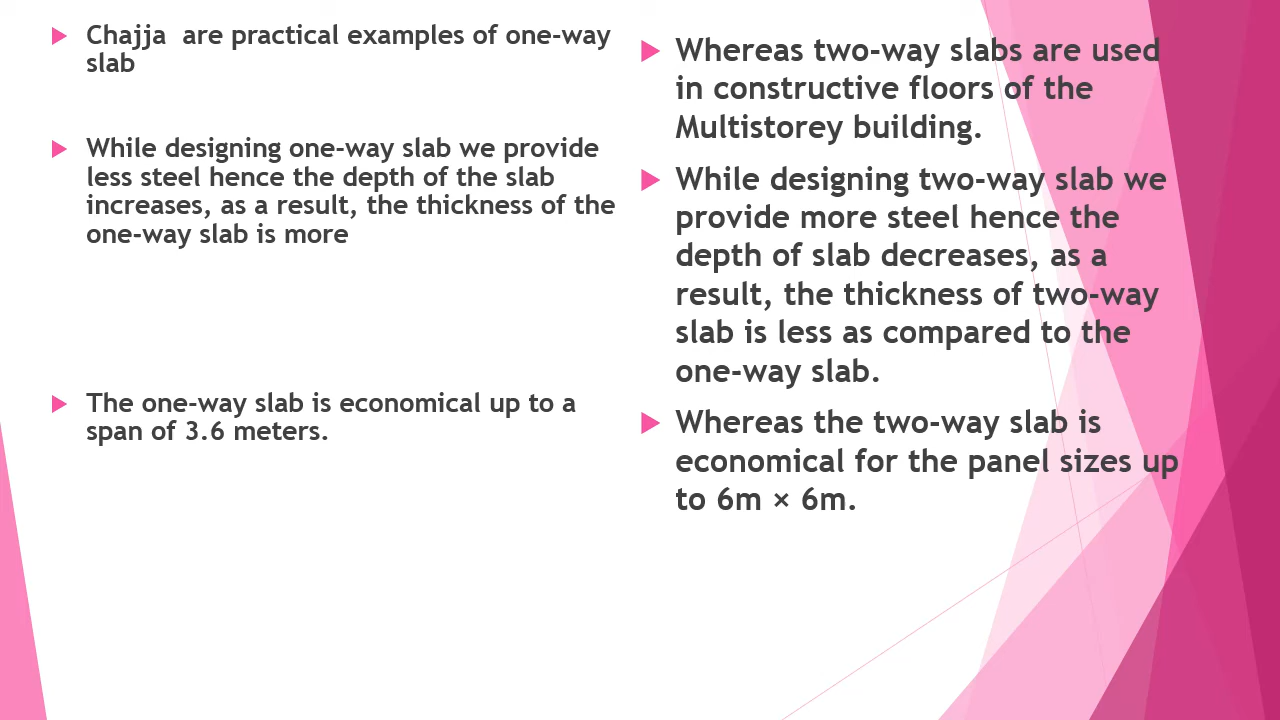 Chajja  are practical examples of one-way
slab
While designing one-way slab we provide
less steel hence the depth of the slab
increases, as a result, the thickness of the
one-way slab is more
The one-way slab is economical up to a
span of 3.6 meters.
Whereas two-way slabs are used
in constructive floors of the
Multistorey building.
While designing two-way slab we
provide more steel hence the
depth of slab decreases, as a
result, the thickness of two-way
slab is less as compared to the
one-way slab.
Whereas the two-way slab is
economical for the panel sizes up
to 6m × 6m.